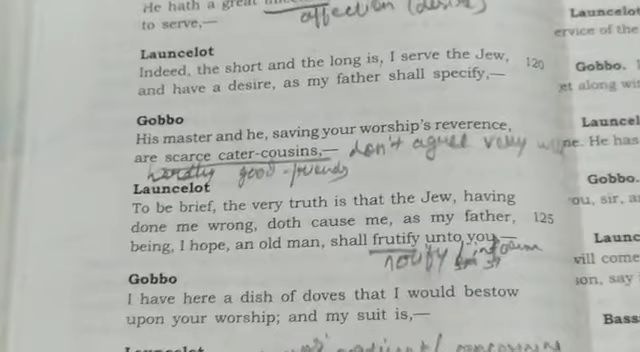 He hath a great
affection (desire)
to serve,—
Launcelot
Indeed, the short and the long is, I serve the Jew,
and have a desire, as my father shall specify,—
120
Gobbo
His master and he, saving your worship's reverence,
are scarce cater-cousins,— don't agree very
hardly good-friends
Launcelot
To be brief, the very truth is that the Jew, having
done me wrong, doth cause me, as my father,
125
being, I hope, an old man, shall frutify unto you,—
notify / inform
Gobbo
I have here a dish of doves that I would bestow
upon your worship; and my suit is,—
Launcelot
ervice of the
Gobbo.
get along wi
Launcel
ne. He has
Gobbo.
ou, sir, a
Launc
vill come
son, say
Bass